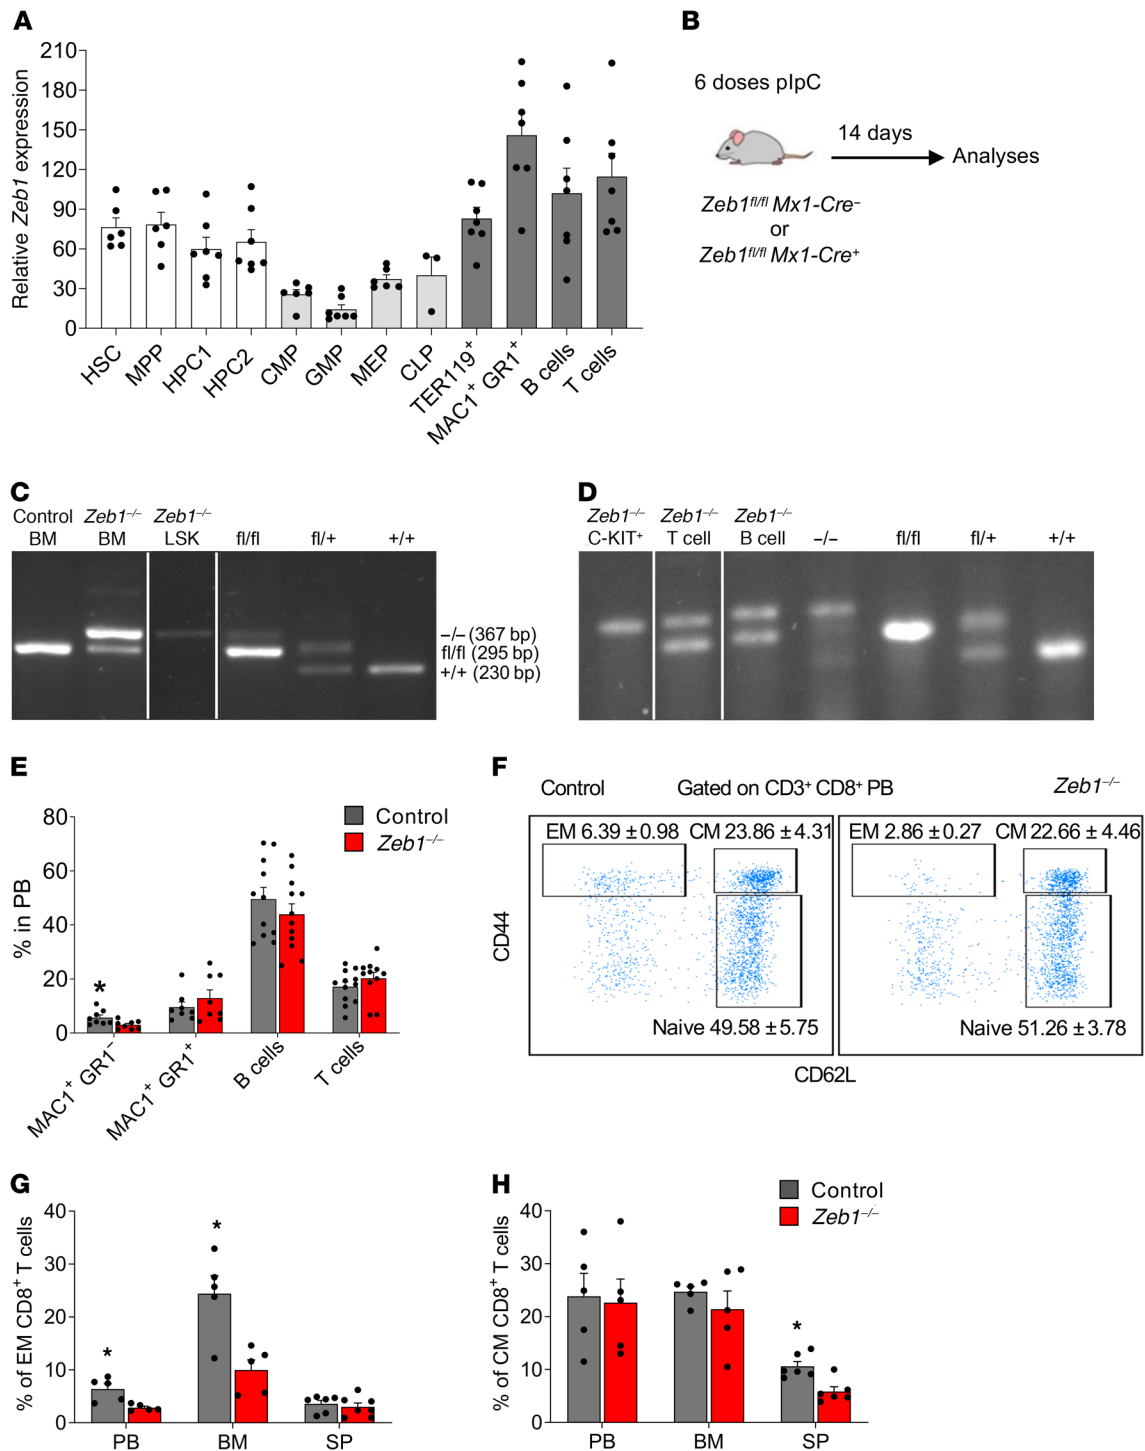 A
Relative Zeb1 expression
210
180
150
120
90
60
30
0
HSC
MPP
HPC1
HPC2
CMP
GMP
MEP
CLP
TER119⁺
MAC1⁺ GR1⁺
B cells
T cells
B
6 doses pIpC
14 days
Analyses
Zeb1fl/fl Mx1-Cre⁻
or
Zeb1fl/fl Mx1-Cre⁺
C
Control Zeb1⁻/⁻ Zeb1⁻/⁻
BM BM LSK fl/fl fl/+ +/+
–/– (367 bp)
fl/fl (295 bp)
+/+ (230 bp)
D
Zeb1⁻/⁻ Zeb1⁻/⁻ Zeb1⁻/⁻
C-KIT⁺ T cell B cell –/– fl/fl fl/+ +/+
E
% in PB
80
60
40
20
0
Control
Zeb1⁻/⁻
*
MAC1⁺ GR1⁻
MAC1⁺ GR1⁺
B cells
T cells
F
Control Gated on CD3⁺ CD8⁺ PB Zeb1⁻/⁻
EM 6.39 ± 0.98 CM 23.86 ± 4.31 EM 2.86 ± 0.27 CM 22.66 ± 4.46
CD44
Naive 49.58 ± 5.75 Naive 51.26 ± 3.78
CD62L
G
% of EM CD8⁺ T cells
40
30
20
10
0
*
*
PB BM SP
H
% of CM CD8⁺ T cells
40
30
20
10
0
Control
Zeb1⁻/⁻
*
PB BM SP